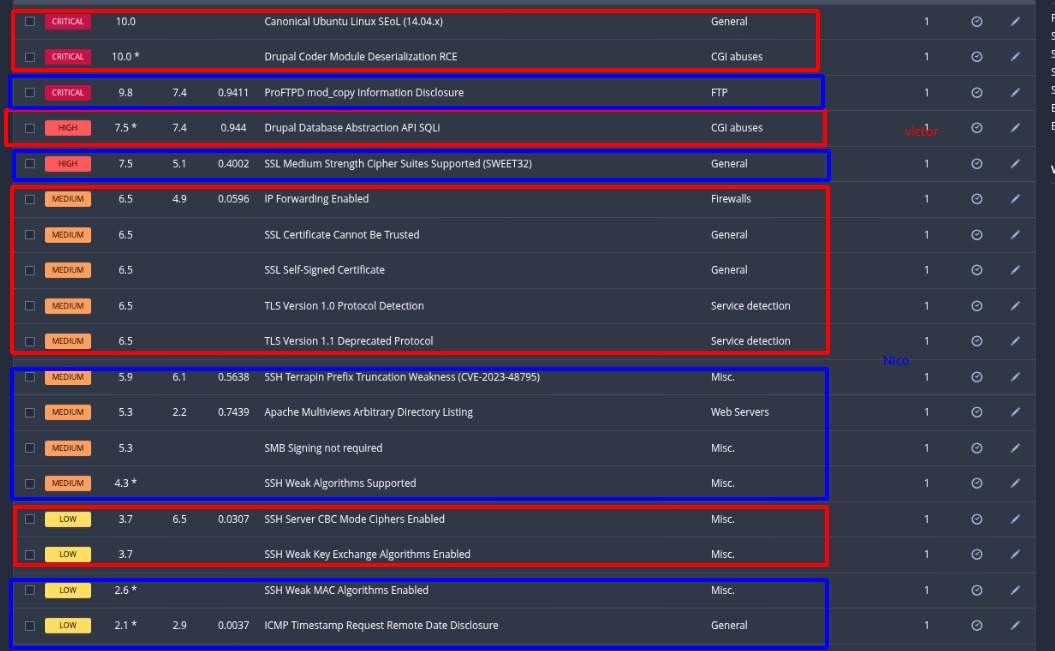 CRITICAL 10.0 Canonical Ubuntu Linux SEoL (14.04.x) General 1
CRITICAL 10.0 * Drupal Coder Module Deserialization RCE CGI abuses 1
CRITICAL 9.8 7.4 0.9411 ProFTPD mod_copy Information Disclosure FTP 1
HIGH 7.5 * 7.4 0.944 Drupal Database Abstraction API SQLi CGI abuses 1
victor
HIGH 7.5 5.1 0.4002 SSL Medium Strength Cipher Suites Supported (SWEET32) General 1
MEDIUM 6.5 4.9 0.0596 IP Forwarding Enabled Firewalls 1
MEDIUM 6.5 SSL Certificate Cannot Be Trusted General 1
MEDIUM 6.5 SSL Self-Signed Certificate General 1
MEDIUM 6.5 TLS Version 1.0 Protocol Detection Service detection 1
MEDIUM 6.5 TLS Version 1.1 Deprecated Protocol Service detection 1
NIco
MEDIUM 5.9 6.1 0.5638 SSH Terrapin Prefix Truncation Weakness (CVE-2023-48795) Misc. 1
MEDIUM 5.3 2.2 0.7439 Apache Multiviews Arbitrary Directory Listing Web Servers 1
MEDIUM 5.3 SMB Signing not required Misc. 1
MEDIUM 4.3 * SSH Weak Algorithms Supported Misc. 1
LOW 3.7 6.5 0.0307 SSH Server CBC Mode Ciphers Enabled Misc. 1
LOW 3.7 SSH Weak Key Exchange Algorithms Enabled Misc. 1
LOW 2.6 * SSH Weak MAC Algorithms Enabled Misc. 1
LOW 2.1 * 2.9 0.0037 ICMP Timestamp Request Remote Date Disclosure General 1